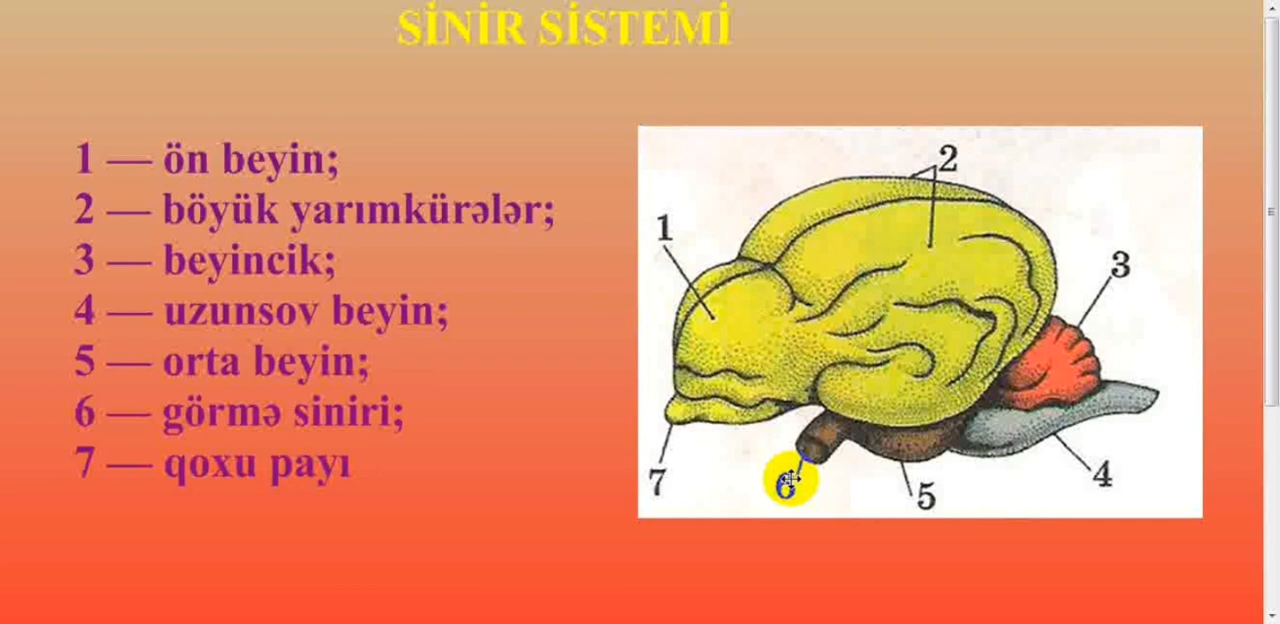 SİNİR SİSTEMİ
1 — ön beyin;
2 — böyük yarımkürələr;
3 — beyincik;
4 — uzunsov beyin;
5 — orta beyin;
6 — görmə siniri;
7 — qoxu payı
2
1
3
7
6
5
4